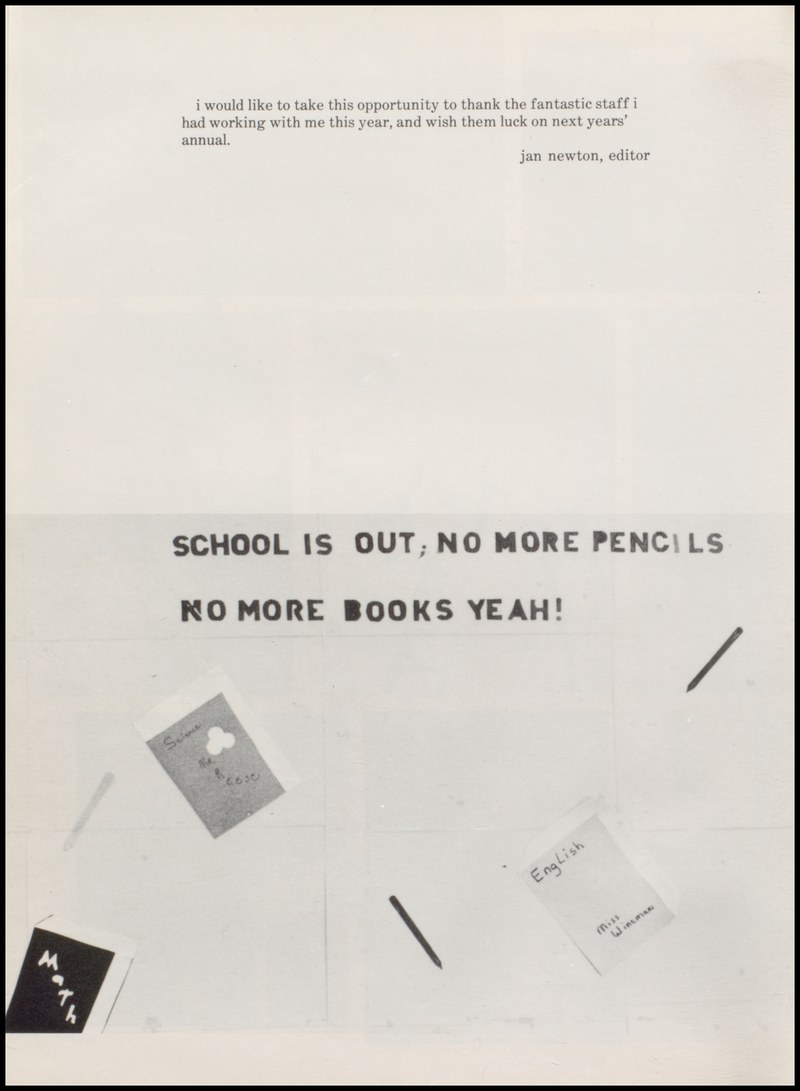 i would like to take this opportunity to thank the fantastic staff i
had working with me this year, and wish them luck on next years'
annual.
jan newton, editor
SCHOOL IS OUT; NO MORE PENCILS
NO MORE BOOKS YEAH!
Science
English
Miss
Math